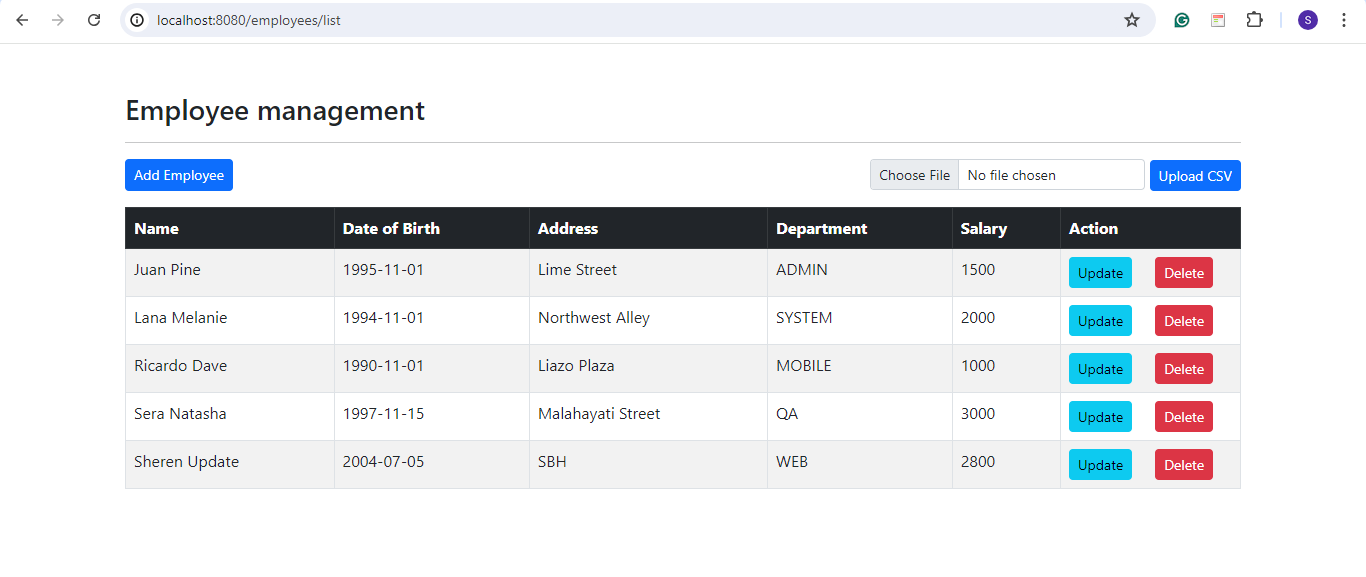 localhost:8080/employees/list
S
Employee management
Add Employee Choose File No file chosen Upload CSV
Name Date of Birth Address Department Salary Action
Juan Pine 1995-11-01 Lime Street ADMIN 1500 Update Delete
Lana Melanie 1994-11-01 Northwest Alley SYSTEM 2000 Update Delete
Ricardo Dave 1990-11-01 Liazo Plaza MOBILE 1000 Update Delete
Sera Natasha 1997-11-15 Malahayati Street QA 3000 Update Delete
Sheren Update 2004-07-05 SBH WEB 2800 Update Delete